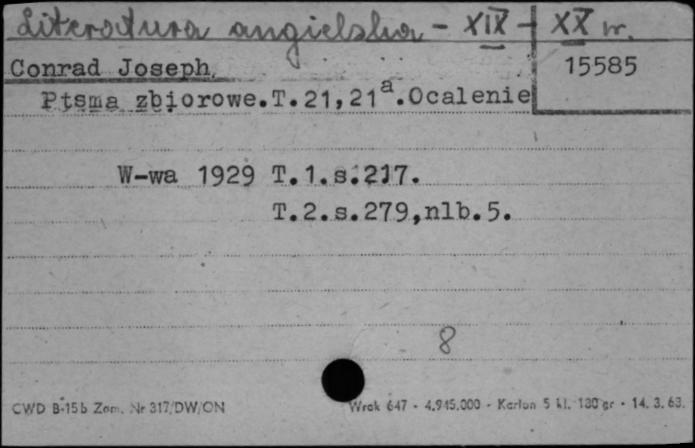 Literatura angielska - XIX - XX w.
Conrad Joseph.
15585
Pisma zbiorowe.T.21,21a.Ocalenie
W-wa 1929 T.1.s.217.
T.2.s.279,nlb.5.
8
CWD B-15b Zam. Nr 317/DW/ON
Wrak 647 - 4.945.000 - Karton 5 kl. 180 gr - 14. 3. 63.